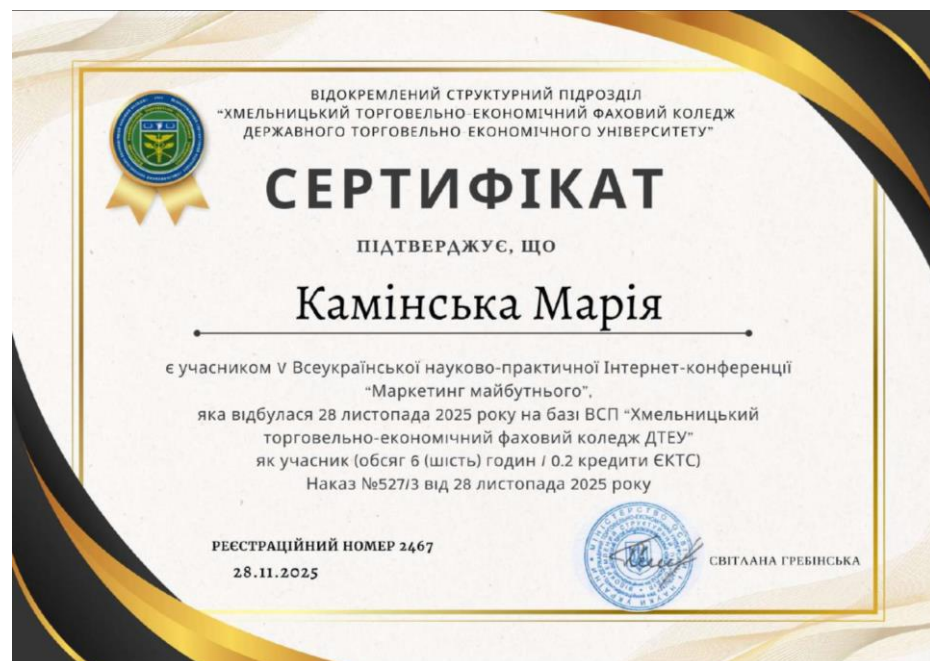 ВІДОКРЕМЛЕНИЙ СТРУКТУРНИЙ ПІДРОЗДІЛ
“ХМЕЛЬНИЦЬКИЙ ТОРГОВЕЛЬНО-ЕКОНОМІЧНИЙ ФАХОВИЙ КОЛЕДЖ
ДЕРЖАВНОГО ТОРГОВЕЛЬНО-ЕКОНОМІЧНОГО УНІВЕРСИТЕТУ”
СЕРТИФІКАТ
ПІДТВЕРДЖУЄ, ЩО
Камінська Марія
є учасником V Всеукраїнської науково-практичної Інтернет-конференції
“Маркетинг майбутнього”,
яка відбулася 28 листопада 2025 року на базі ВСП “Хмельницький
торговельно-економічний фаховий коледж ДТЕУ”
як учасник (обсяг 6 (шість) годин / 0.2 кредити ЄКТС)
Наказ №527/3 від 28 листопада 2025 року
РЕЄСТРАЦІЙНИЙ НОМЕР 2467
28.11.2025
СВІТЛАНА ГРЕБІНСЬКА